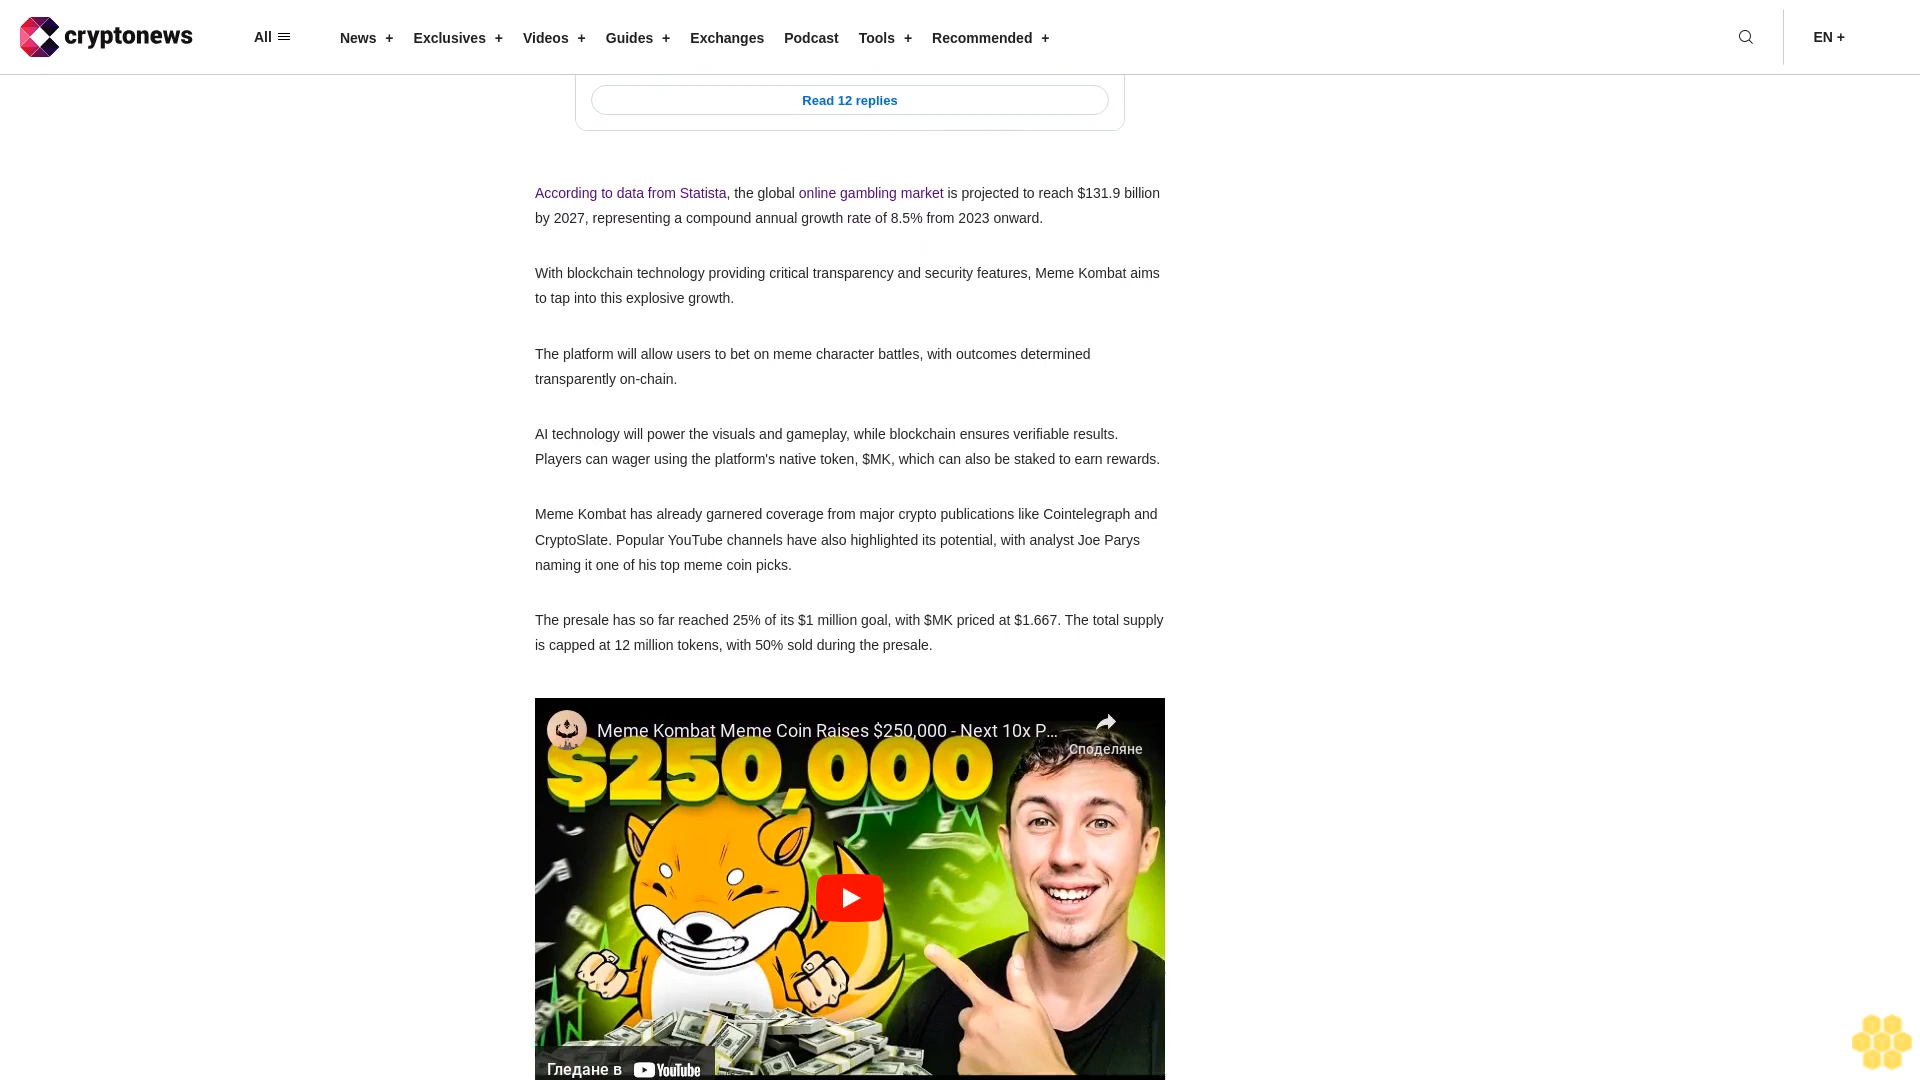 cryptonews
All
News +
Exclusives +
Videos +
Guides +
Exchanges
Podcast
Tools +
Recommended +
EN +
Read 12 replies
According to data from Statista, the global online gambling market is projected to reach $131.9 billion
by 2027, representing a compound annual growth rate of 8.5% from 2023 onward.
With blockchain technology providing critical transparency and security features, Meme Kombat aims
to tap into this explosive growth.
The platform will allow users to bet on meme character battles, with outcomes determined
transparently on-chain.
AI technology will power the visuals and gameplay, while blockchain ensures verifiable results.
Players can wager using the platform's native token, $MK, which can also be staked to earn rewards.
Meme Kombat has already garnered coverage from major crypto publications like Cointelegraph and
CryptoSlate. Popular YouTube channels have also highlighted its potential, with analyst Joe Parys
naming it one of his top meme coin picks.
The presale has so far reached 25% of its $1 million goal, with $MK priced at $1.667. The total supply
is capped at 12 million tokens, with 50% sold during the presale.
Meme Kombat Meme Coin Raises $250,000 - Next 10x P...
Споделяне
$250,000
Гледане в YouTube